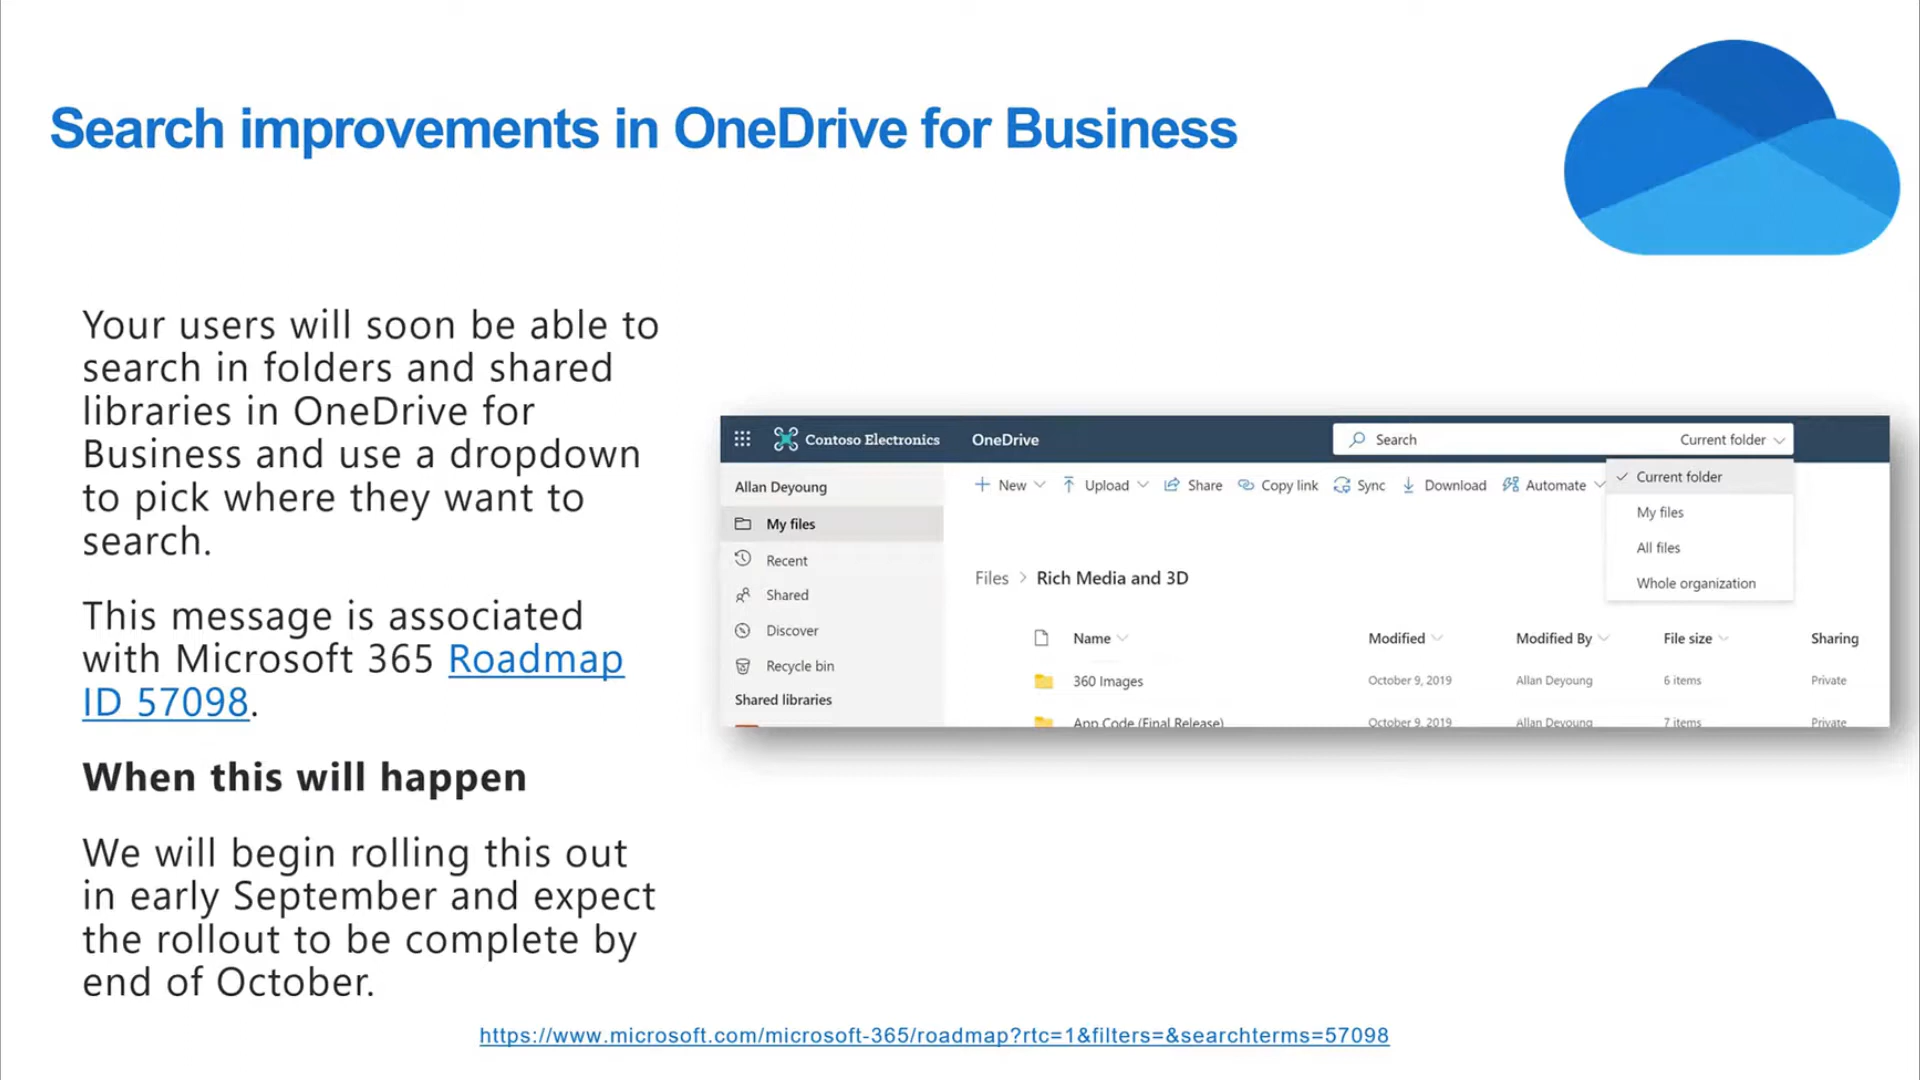 Search improvements in OneDrive for Business
Your users will soon be able to
search in folders and shared
libraries in OneDrive for
Business and use a dropdown
to pick where they want to
search.
This message is associated
with Microsoft 365 Roadmap
ID 57098.
When this will happen
We will begin rolling this out
in early September and expect
the rollout to be complete by
end of October.
Contoso Electronics OneDrive Search Current folder
Allan Deyoung New Upload Share Copy link Sync Download Automate
Current folder
My files
All files
Whole organization
My files
Recent
Shared
Discover
Recycle bin
Shared libraries
Files > Rich Media and 3D
Name Modified Modified By File size Sharing
360 Images October 9, 2019 Allan Deyoung 6 items Private
App Code (Final Release) October 9, 2019 Allan Deyoung 7 items Private
https://www.microsoft.com/microsoft-365/roadmap?rtc=1&filters=&searchterms=57098